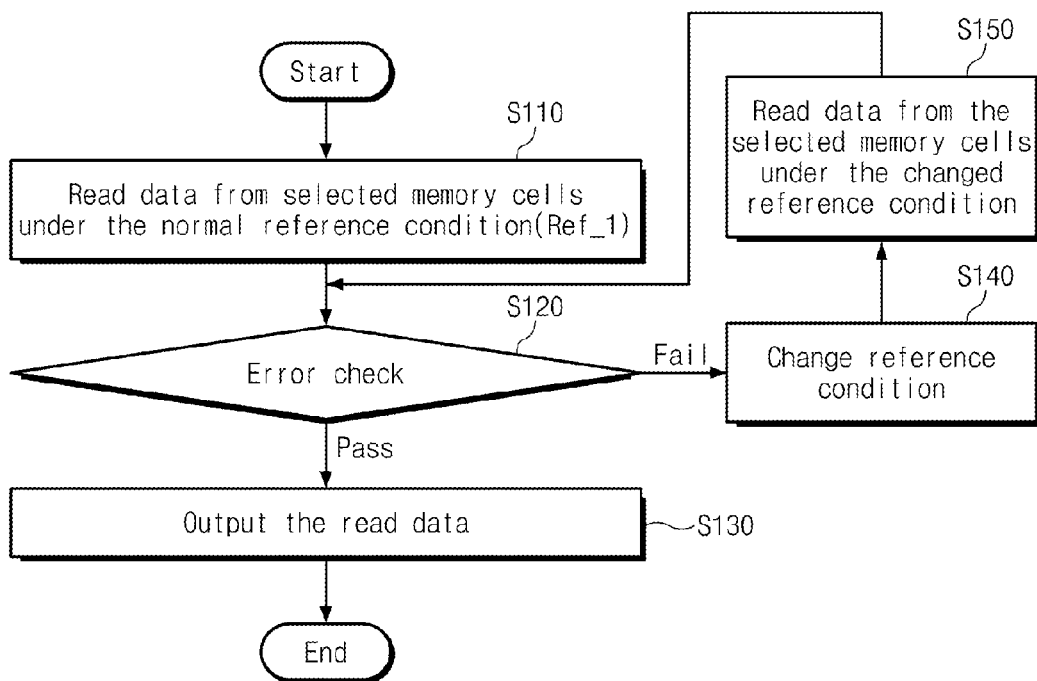 Start
S110
Read data from selected memory cells
under the normal reference condition(Ref_1)
S120
Error check
Fail
Pass
S140
Change reference
condition
S150
Read data from the
selected memory cells
under the changed
reference condition
Output the read data
S130
End